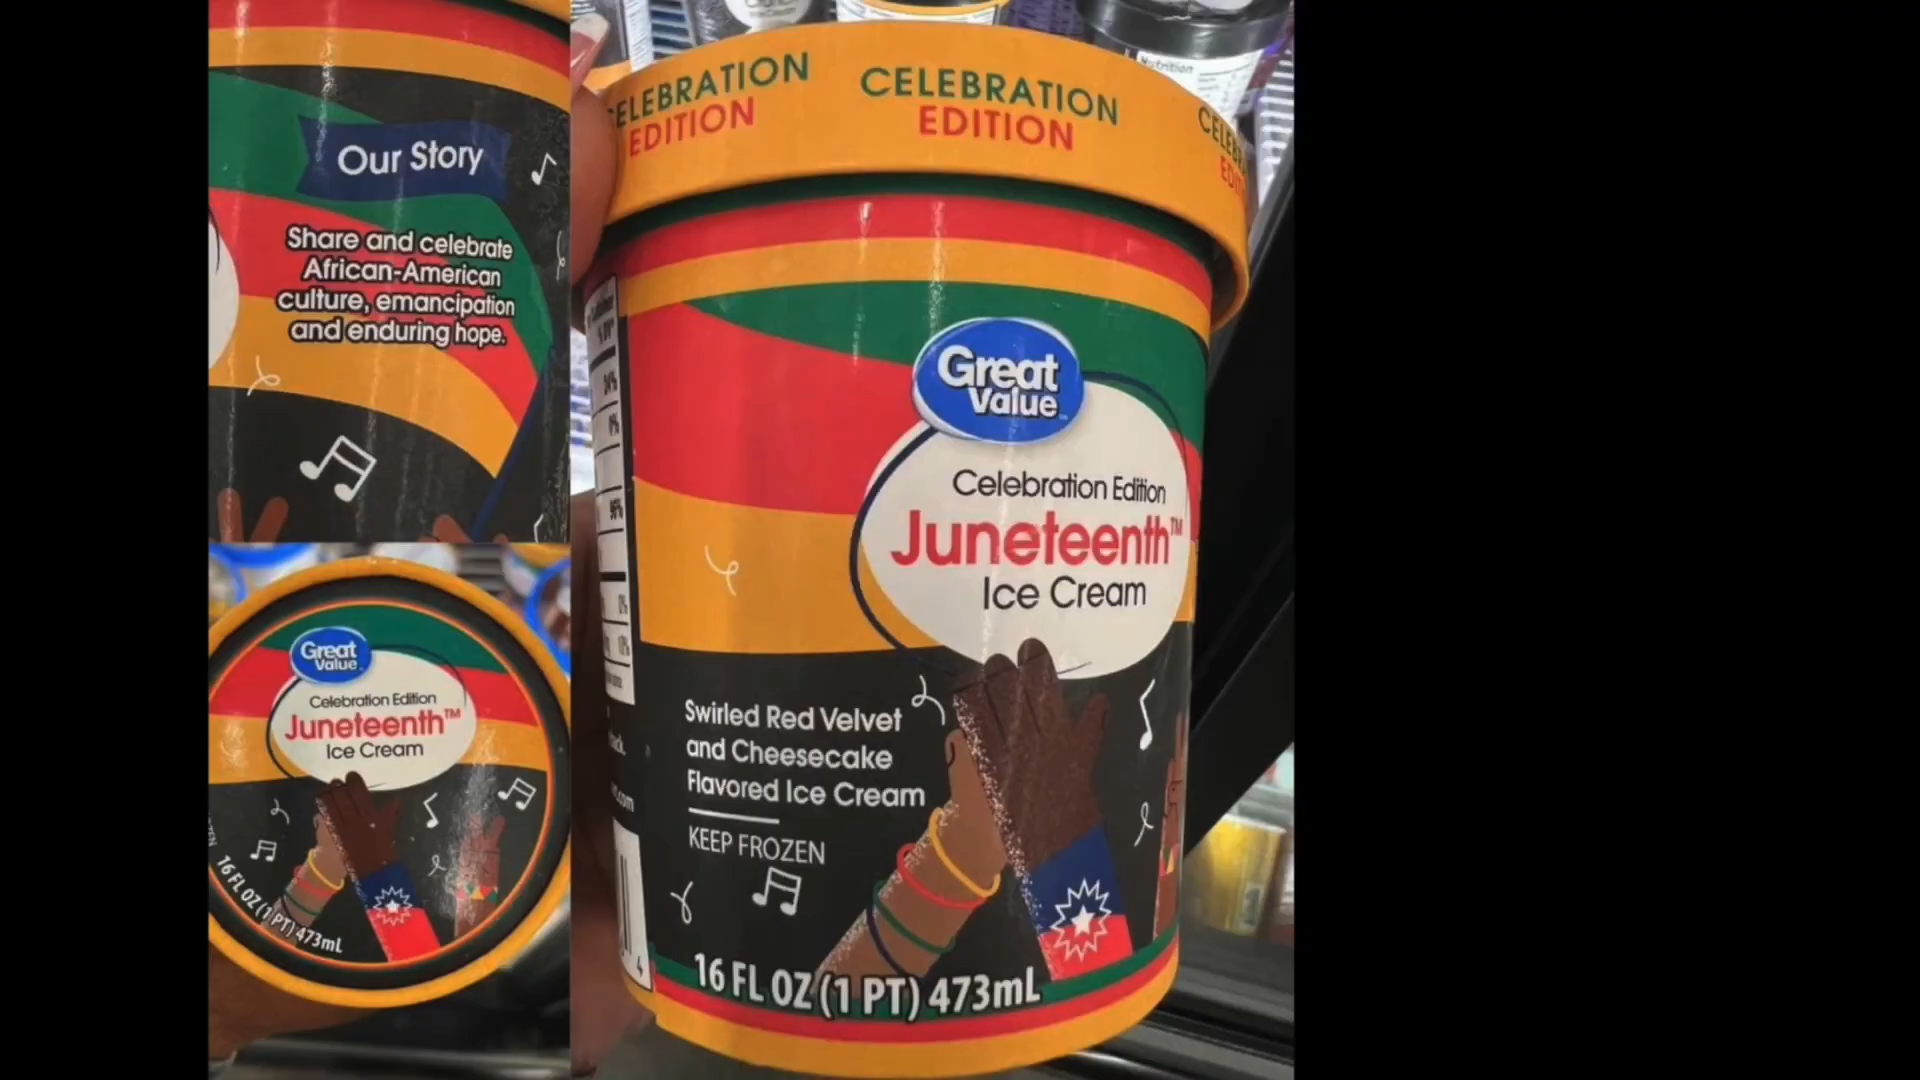 Our Story
Share and celebrate
African-American
culture, emancipation
and enduring hope.
Great
Value
Celebration Edition
Juneteenth™
Ice Cream
16 FL OZ (1 PT) 473mL
CELEBRATION
EDITION
CELEBRATION
EDITION
Nutrition
Great
Value
Celebration Edition
Juneteenth™
Ice Cream
Swirled Red Velvet
and Cheesecake
Flavored Ice Cream
KEEP FROZEN
16 FL OZ (1 PT) 473mL